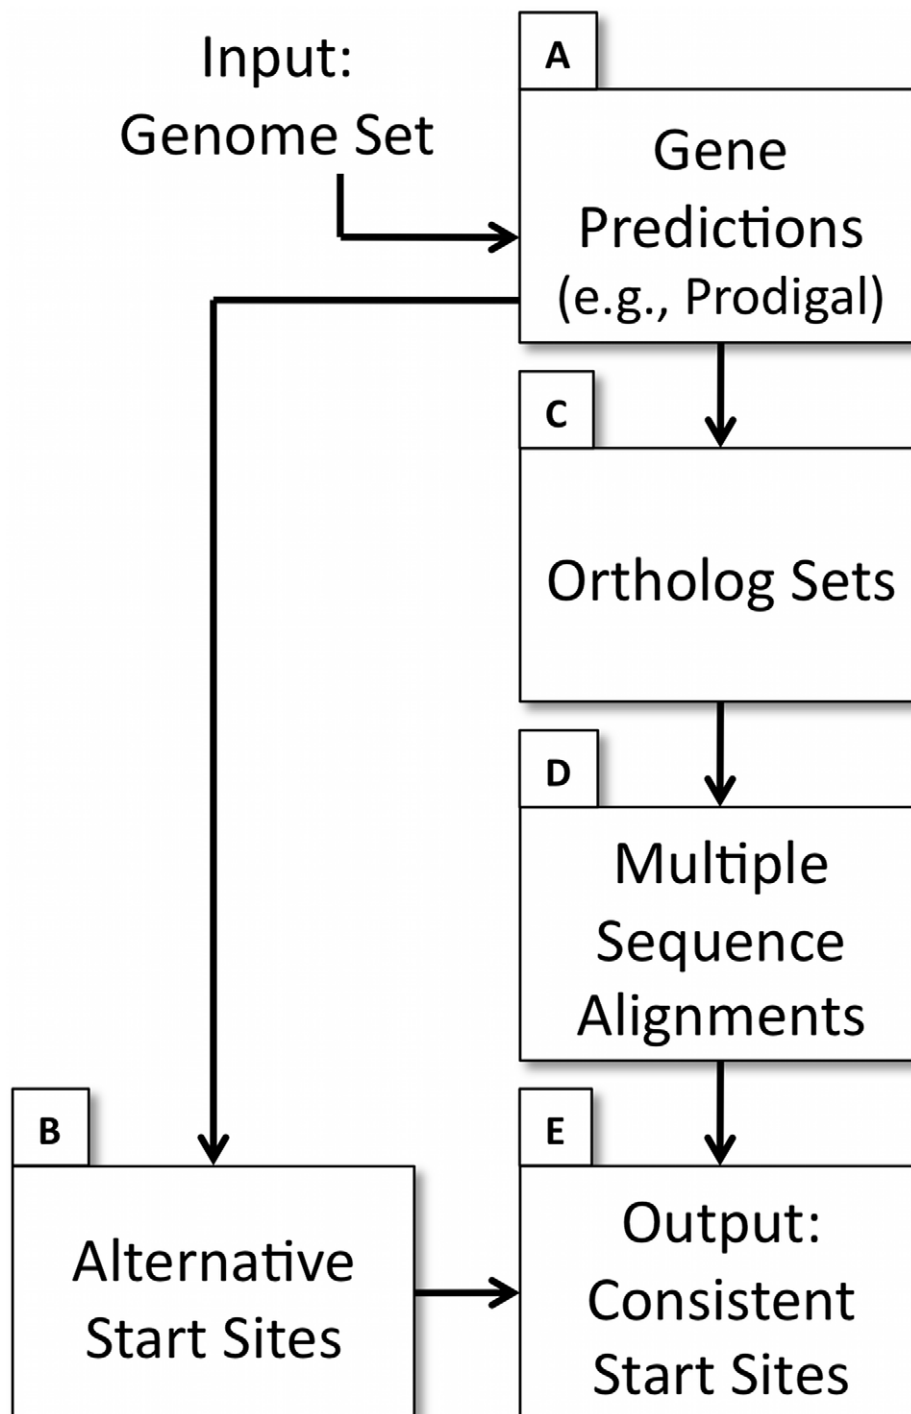 Input:
Genome Set
A
Gene
Predictions
(e.g., Prodigal)
C
Ortholog Sets
D
Multiple
Sequence
Alignments
B
Alternative
Start Sites
E
Output:
Consistent
Start Sites